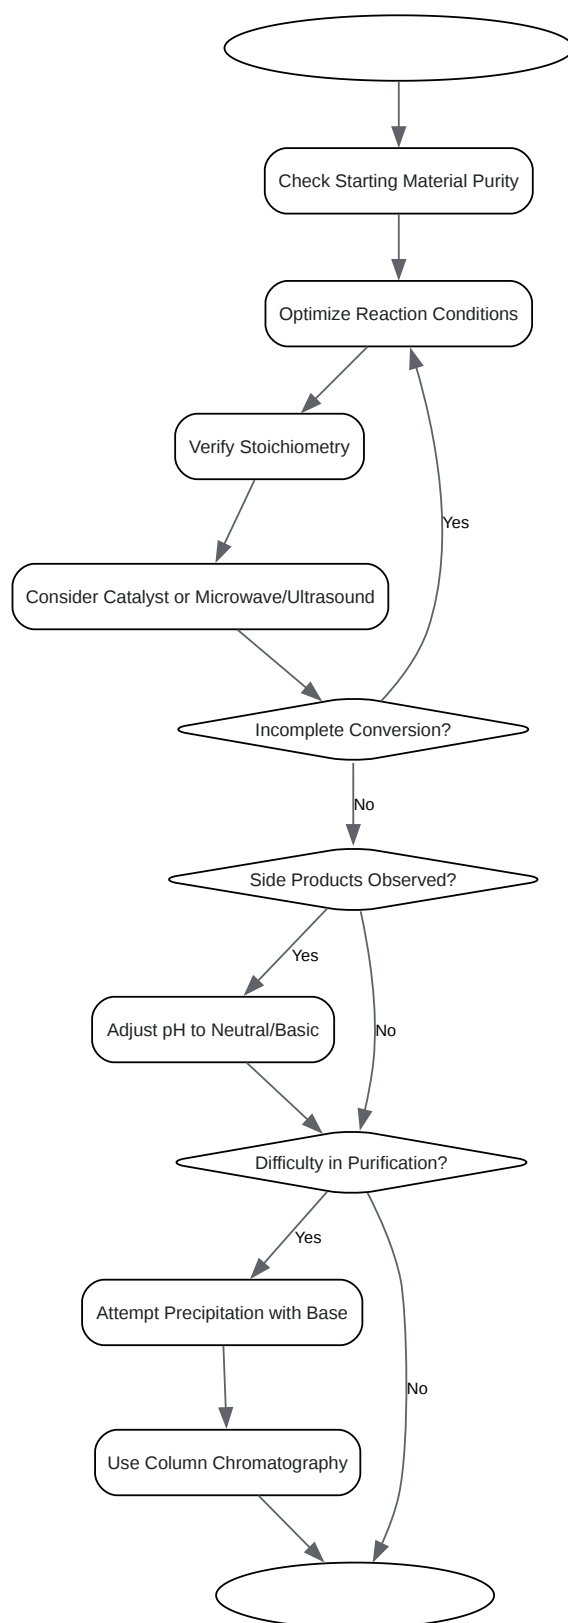 Check Starting Material Purity
Optimize Reaction Conditions
Verify Stoichiometry
Yes
Consider Catalyst or Microwave/Ultrasound
Incomplete Conversion?
No
Side Products Observed?
Yes
Adjust pH to Neutral/Basic
No
Difficulty in Purification?
Yes
Attempt Precipitation with Base
No
Use Column Chromatography